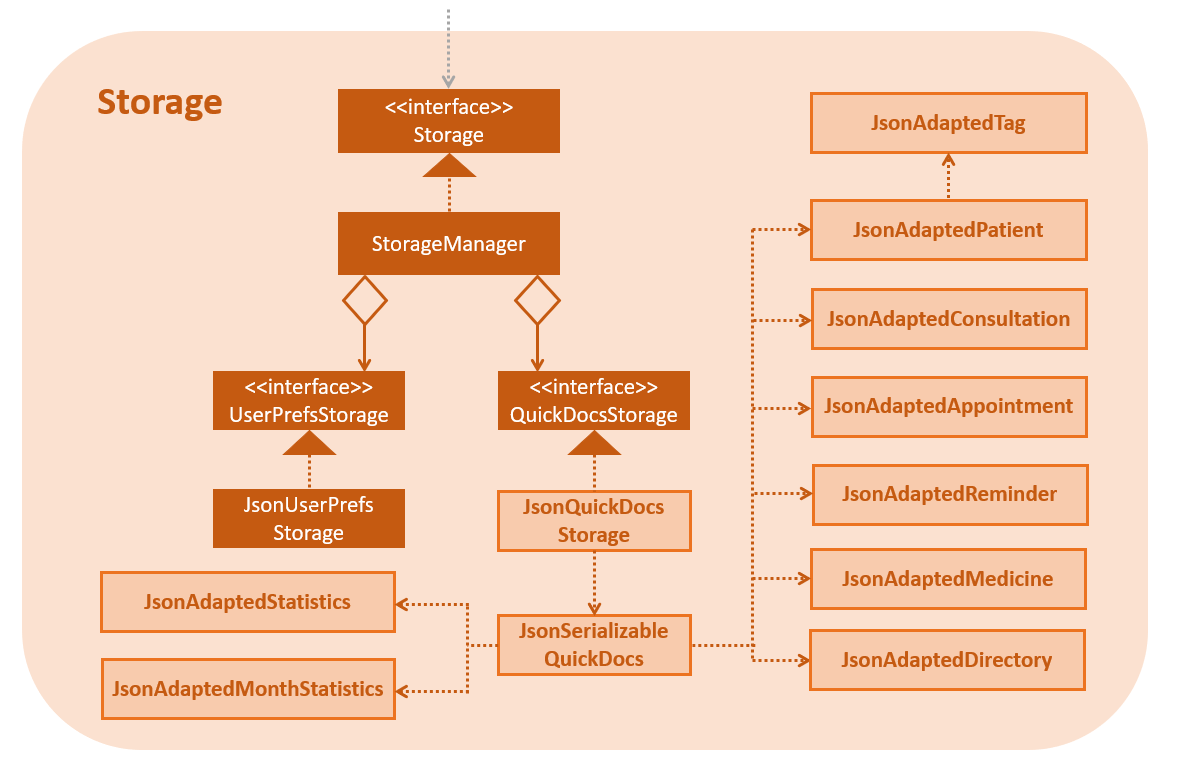 Storage
<<interface>>
Storage
StorageManager
<<interface>>
UserPrefsStorage
<<interface>>
QuickDocsStorage
JsonUserPrefs
Storage
JsonQuickDocs
Storage
JsonAdaptedStatistics
JsonAdaptedMonthStatistics
JsonSerializable
QuickDocs
JsonAdaptedTag
JsonAdaptedPatient
JsonAdaptedConsultation
JsonAdaptedAppointment
JsonAdaptedReminder
JsonAdaptedMedicine
JsonAdaptedDirectory